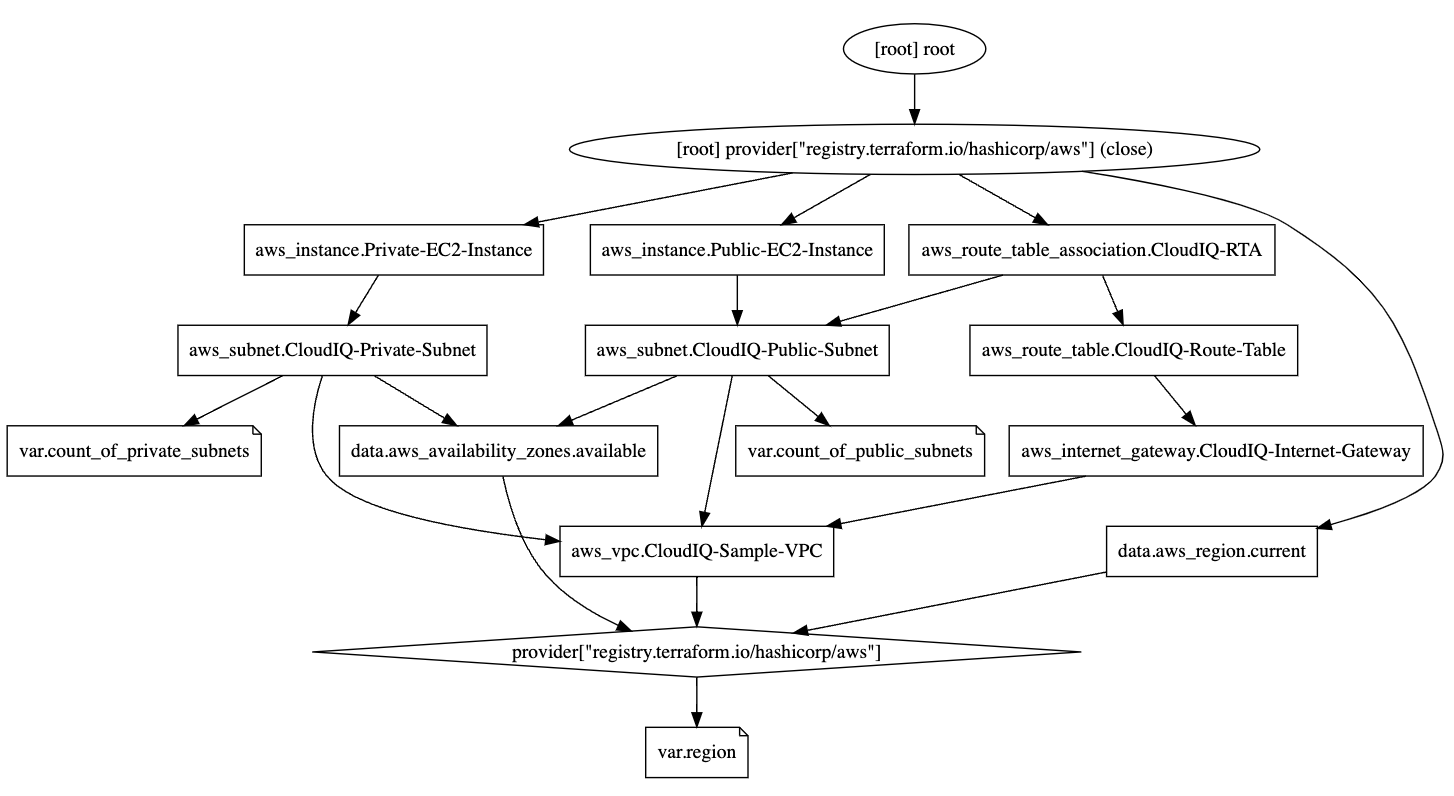 [root] root
[root] provider["registry.terraform.io/hashicorp/aws"] (close)
aws_instance.Private-EC2-Instance
aws_instance.Public-EC2-Instance
aws_route_table_association.CloudIQ-RTA
aws_subnet.CloudIQ-Private-Subnet
aws_subnet.CloudIQ-Public-Subnet
aws_route_table.CloudIQ-Route-Table
var.count_of_private_subnets
data.aws_availability_zones.available
var.count_of_public_subnets
aws_internet_gateway.CloudIQ-Internet-Gateway
aws_vpc.CloudIQ-Sample-VPC
data.aws_region.current
provider["registry.terraform.io/hashicorp/aws"]
var.region